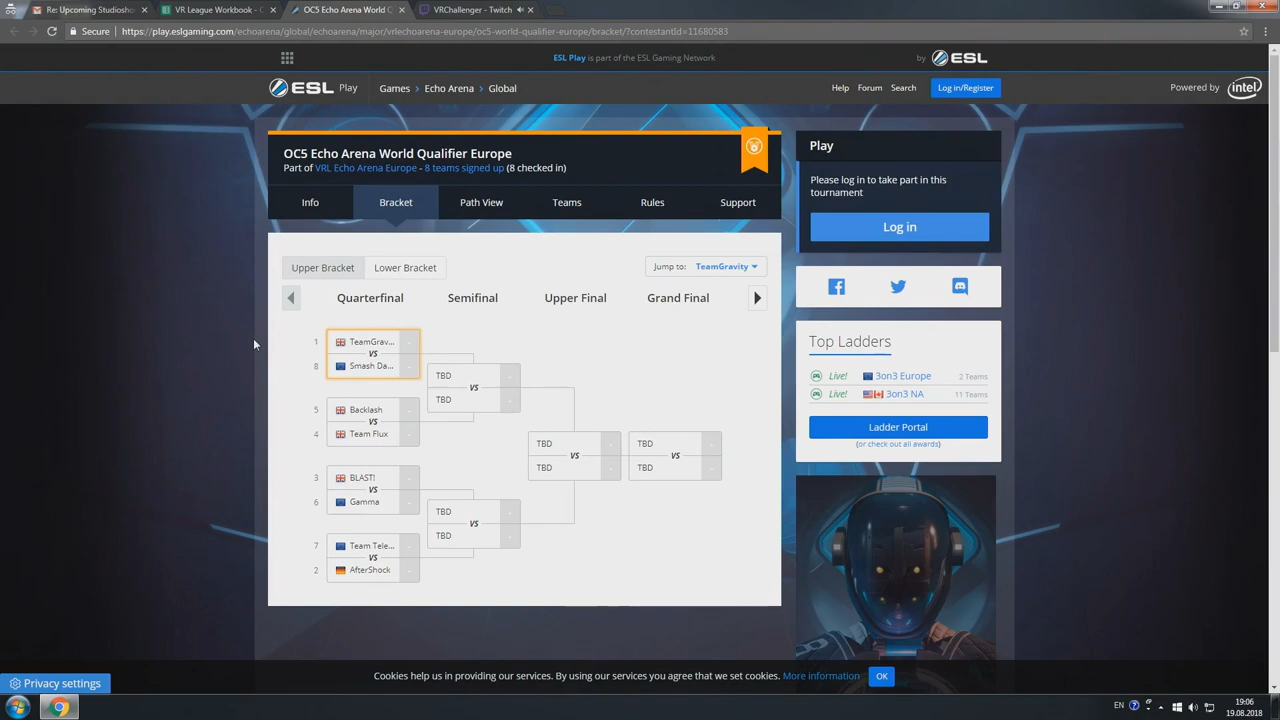 Re: Upcoming Studioshoo
VR League Workbook - G
OC5 Echo Arena World Q
VRChallenger - Twitch
Secure
https://play.eslgaming.com/echoarena/global/echoarena/major/vrlechoarena-europe/oc5-world-qualifier-europe/bracket/?contestantId=11680583
ESL Play is part of the ESL Gaming Network
by ESL
ESL Play
Games > Echo Arena > Global
Help Forum Search
Log in/Register
Powered by intel
OC5 Echo Arena World Qualifier Europe
Part of VRL Echo Arena Europe - 8 teams signed up (8 checked in)
Info Bracket Path View Teams Rules Support
Upper Bracket Lower Bracket
Jump to: TeamGravity
Quarterfinal Semifinal Upper Final Grand Final
1 TeamGrav... -
VS
8 Smash Da... -
5 Backlash -
VS
4 Team Flux -
3 BLAST! -
VS
6 Gamma -
7 Team Tele... -
VS
2 AfterShock -
TBD -
VS
TBD -
TBD -
VS
TBD -
TBD -
VS
TBD -
TBD -
VS
TBD -
Play
Please log in to take part in this
tournament
Log in
Top Ladders
Live! 3on3 Europe 2 Teams
Live! 3on3 NA 11 Teams
Ladder Portal
(or check out all awards)
Cookies help us in providing our services. By using our services you agree that we set cookies. More information OK
Privacy settings
EN
19:06
19.08.2018